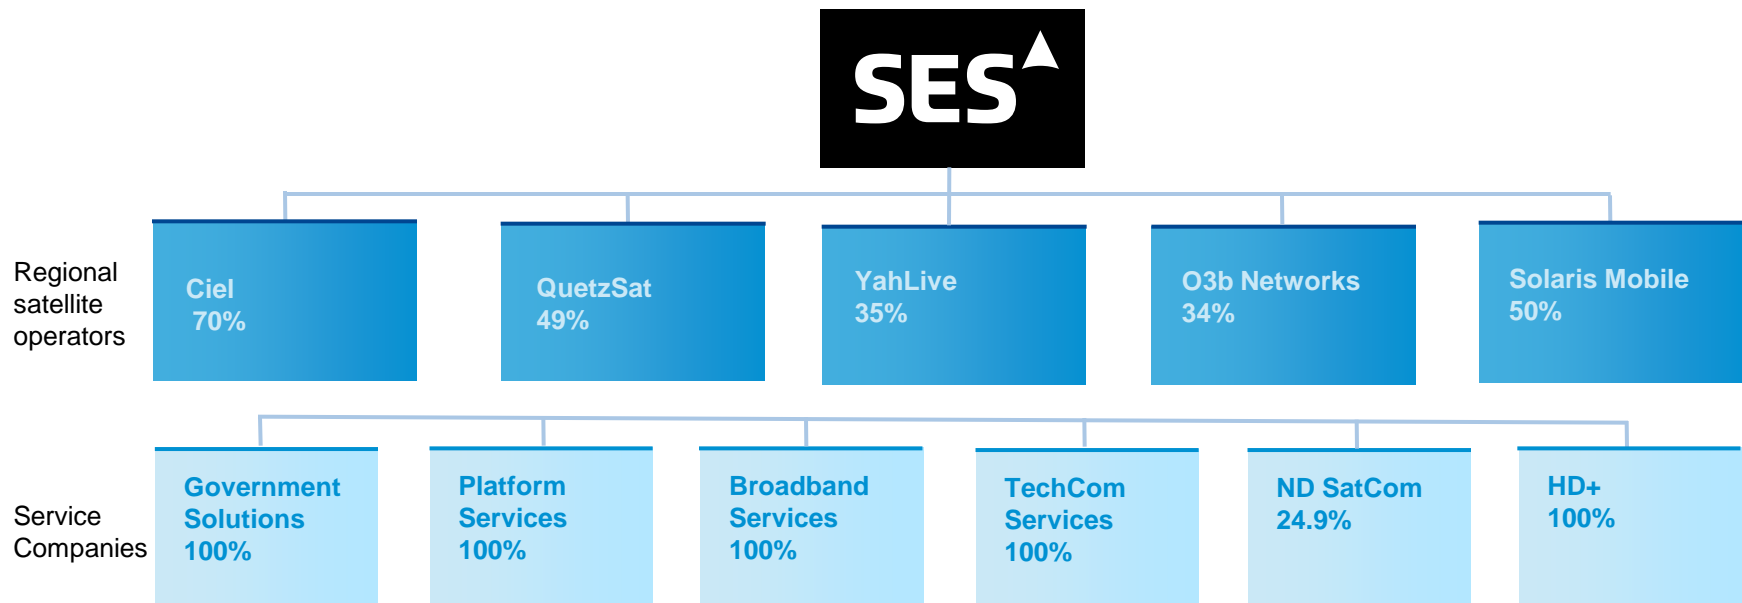 SES
Regional
satellite
operators
Ciel
70%
QuetzSat
49%
YahLive
35%
O3b Networks
34%
Solaris Mobile
50%
Service
Companies
Government
Solutions
100%
Platform
Services
100%
Broadband
Services
100%
TechCom
Services
100%
ND SatCom
24.9%
HD+
100%